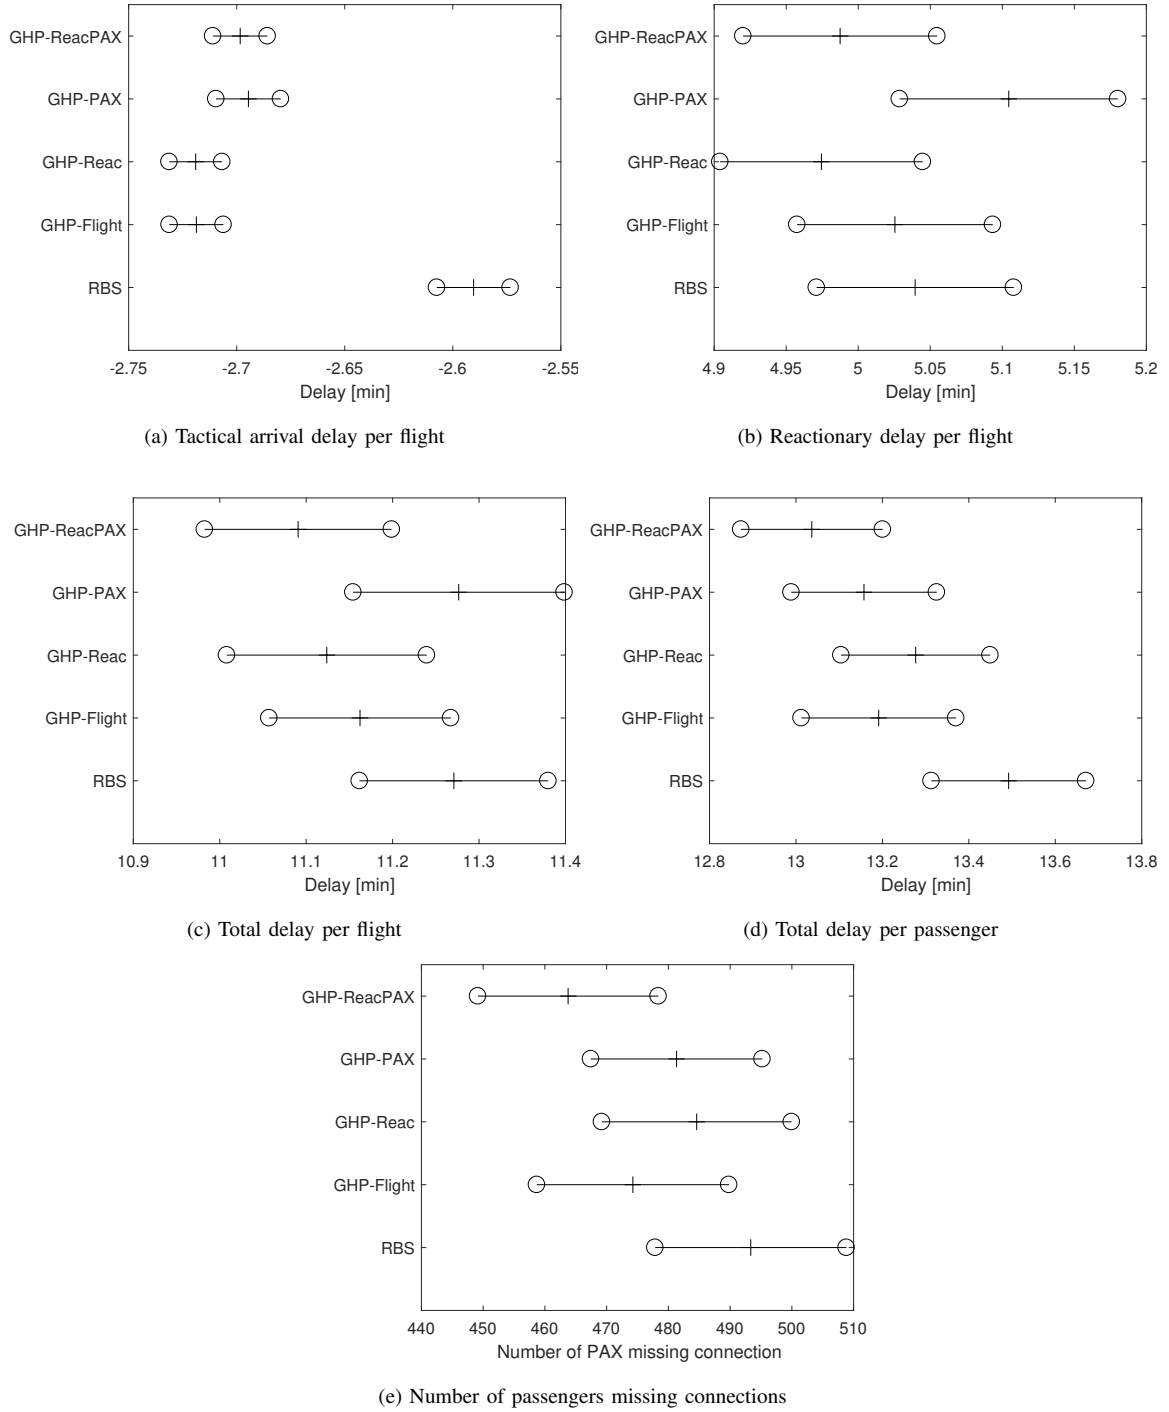 GHP-ReacPAX
GHP-PAX
GHP-Reac
GHP-Flight
RBS
-2.75 -2.7 -2.65 -2.6 -2.55
Delay [min]
(a) Tactical arrival delay per flight
GHP-ReacPAX
GHP-PAX
GHP-Reac
GHP-Flight
RBS
4.9 4.95 5 5.05 5.1 5.15 5.2
Delay [min]
(b) Reactionary delay per flight
GHP-ReacPAX
GHP-PAX
GHP-Reac
GHP-Flight
RBS
10.9 11 11.1 11.2 11.3 11.4
Delay [min]
(c) Total delay per flight
GHP-ReacPAX
GHP-PAX
GHP-Reac
GHP-Flight
RBS
12.8 13 13.2 13.4 13.6 13.8
Delay [min]
(d) Total delay per passenger
GHP-ReacPAX
GHP-PAX
GHP-Reac
GHP-Flight
RBS
440 450 460 470 480 490 500 510
Number of PAX missing connection
(e) Number of passengers missing connections